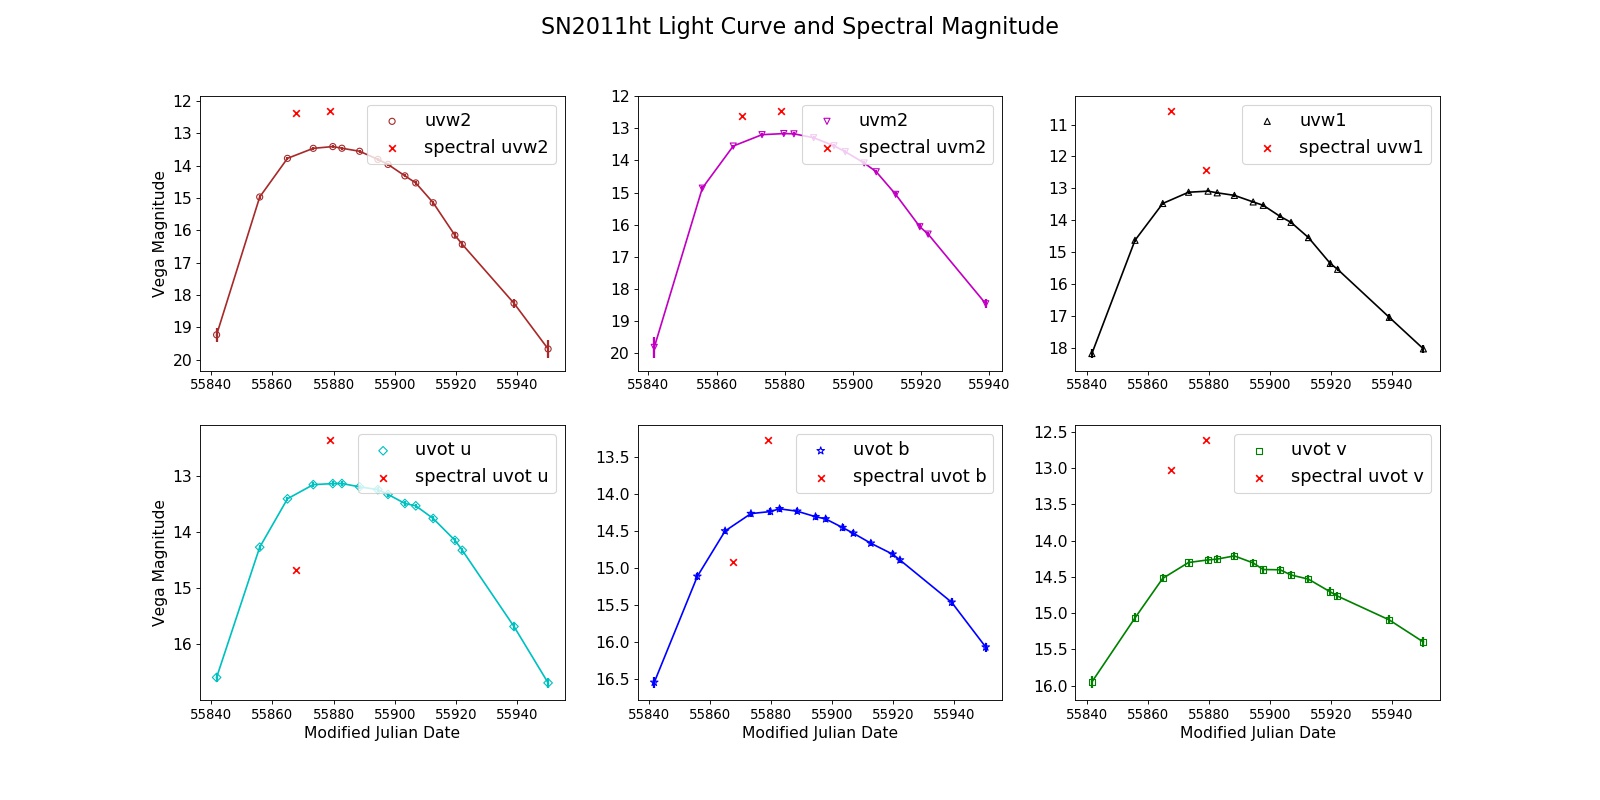 SN2011ht Light Curve and Spectral Magnitude
Vega Magnitude
12
13
14
15
16
17
18
19
20
uvw2
spectral uvw2
55840 55860 55880 55900 55920 55940
12
13
14
15
16
17
18
19
20
uvm2
spectral uvm2
55840 55860 55880 55900 55920 55940
11
12
13
14
15
16
17
18
uvw1
spectral uvw1
55840 55860 55880 55900 55920 55940
Vega Magnitude
13
14
15
16
uvot u
spectral uvot u
55840 55860 55880 55900 55920 55940
Modified Julian Date
13.5
14.0
14.5
15.0
15.5
16.0
16.5
uvot b
spectral uvot b
55840 55860 55880 55900 55920 55940
Modified Julian Date
12.5
13.0
13.5
14.0
14.5
15.0
15.5
16.0
uvot v
spectral uvot v
55840 55860 55880 55900 55920 55940
Modified Julian Date